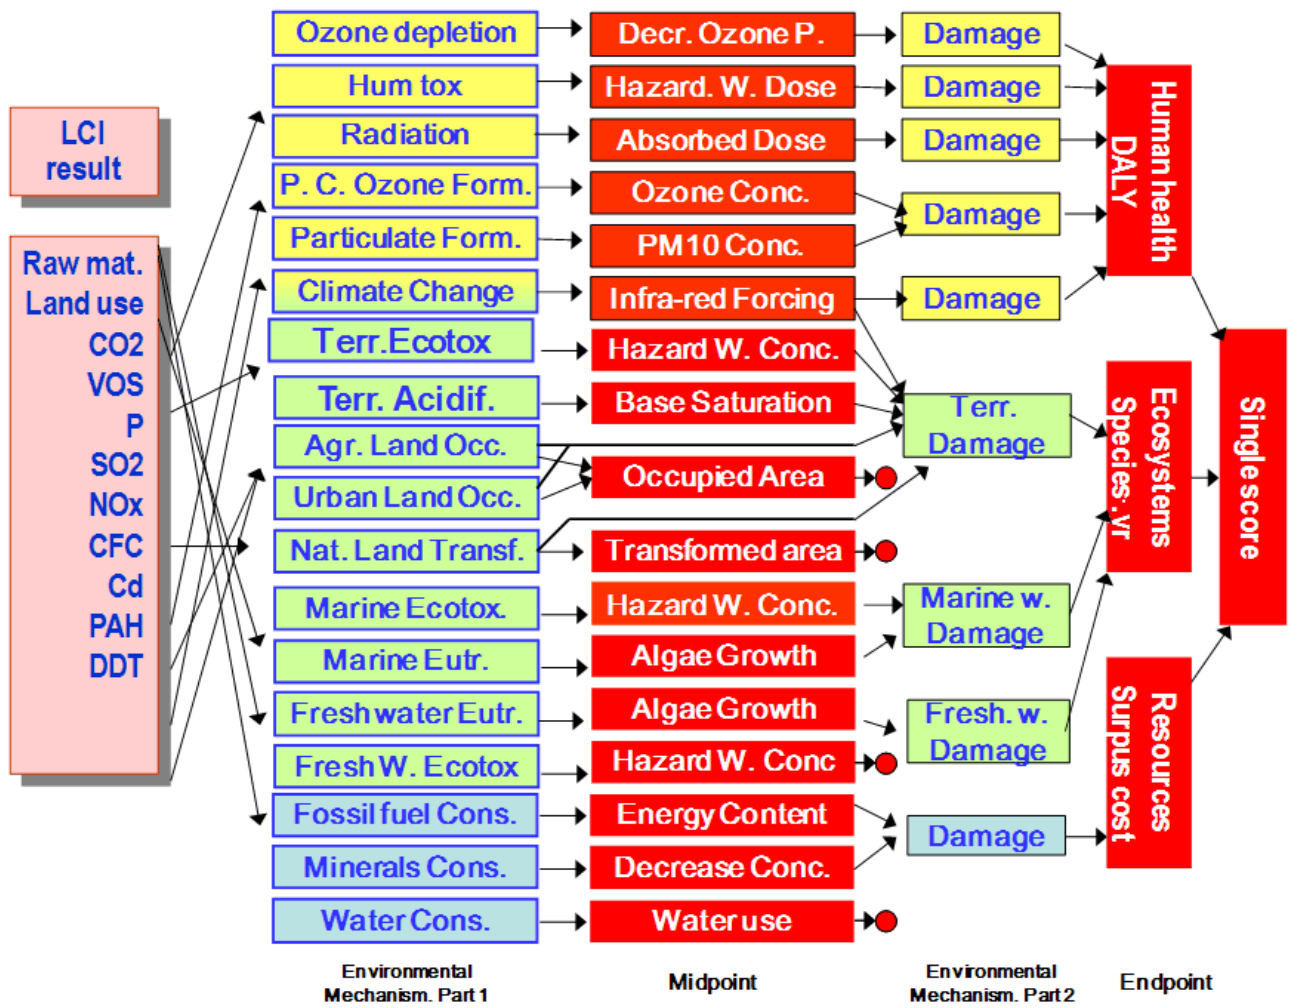 LCI
result
Raw mat.
Land use
CO2
VOS
P
SO2
NOx
CFC
Cd
PAH
DDT
Ozone depletion
Hum tox
Radiation
P. C. Ozone Form.
Particulate Form.
Climate Change
Terr.Ecotox
Terr. Acidif.
Agr. Land Occ.
Urban Land Occ.
Nat. Land Transf.
Marine Ecotox.
Marine Eutr.
Freshwater Eutr.
Fresh W. Ecotox
Fossil fuel Cons.
Minerals Cons.
Water Cons.
Environmental
Mechanism. Part 1
Decr. Ozone P.
Hazard. W. Dose
Absorbed Dose
Ozone Conc.
PM10 Conc.
Infra-red Forcing
Hazard W. Conc.
Base Saturation
Occupied Area
Transformed area
Hazard W. Conc.
Algae Growth
Algae Growth
Hazard W. Conc
Energy Content
Decrease Conc.
Water use
Midpoint
Damage
Damage
Damage
Damage
Damage
Terr.
Damage
Marine w.
Damage
Fresh. w.
Damage
Damage
Environmental
Mechanism. Part 2
Human health
DALY
Ecosystems
Species.yr
Resources
Surpus cost
Endpoint
Single score